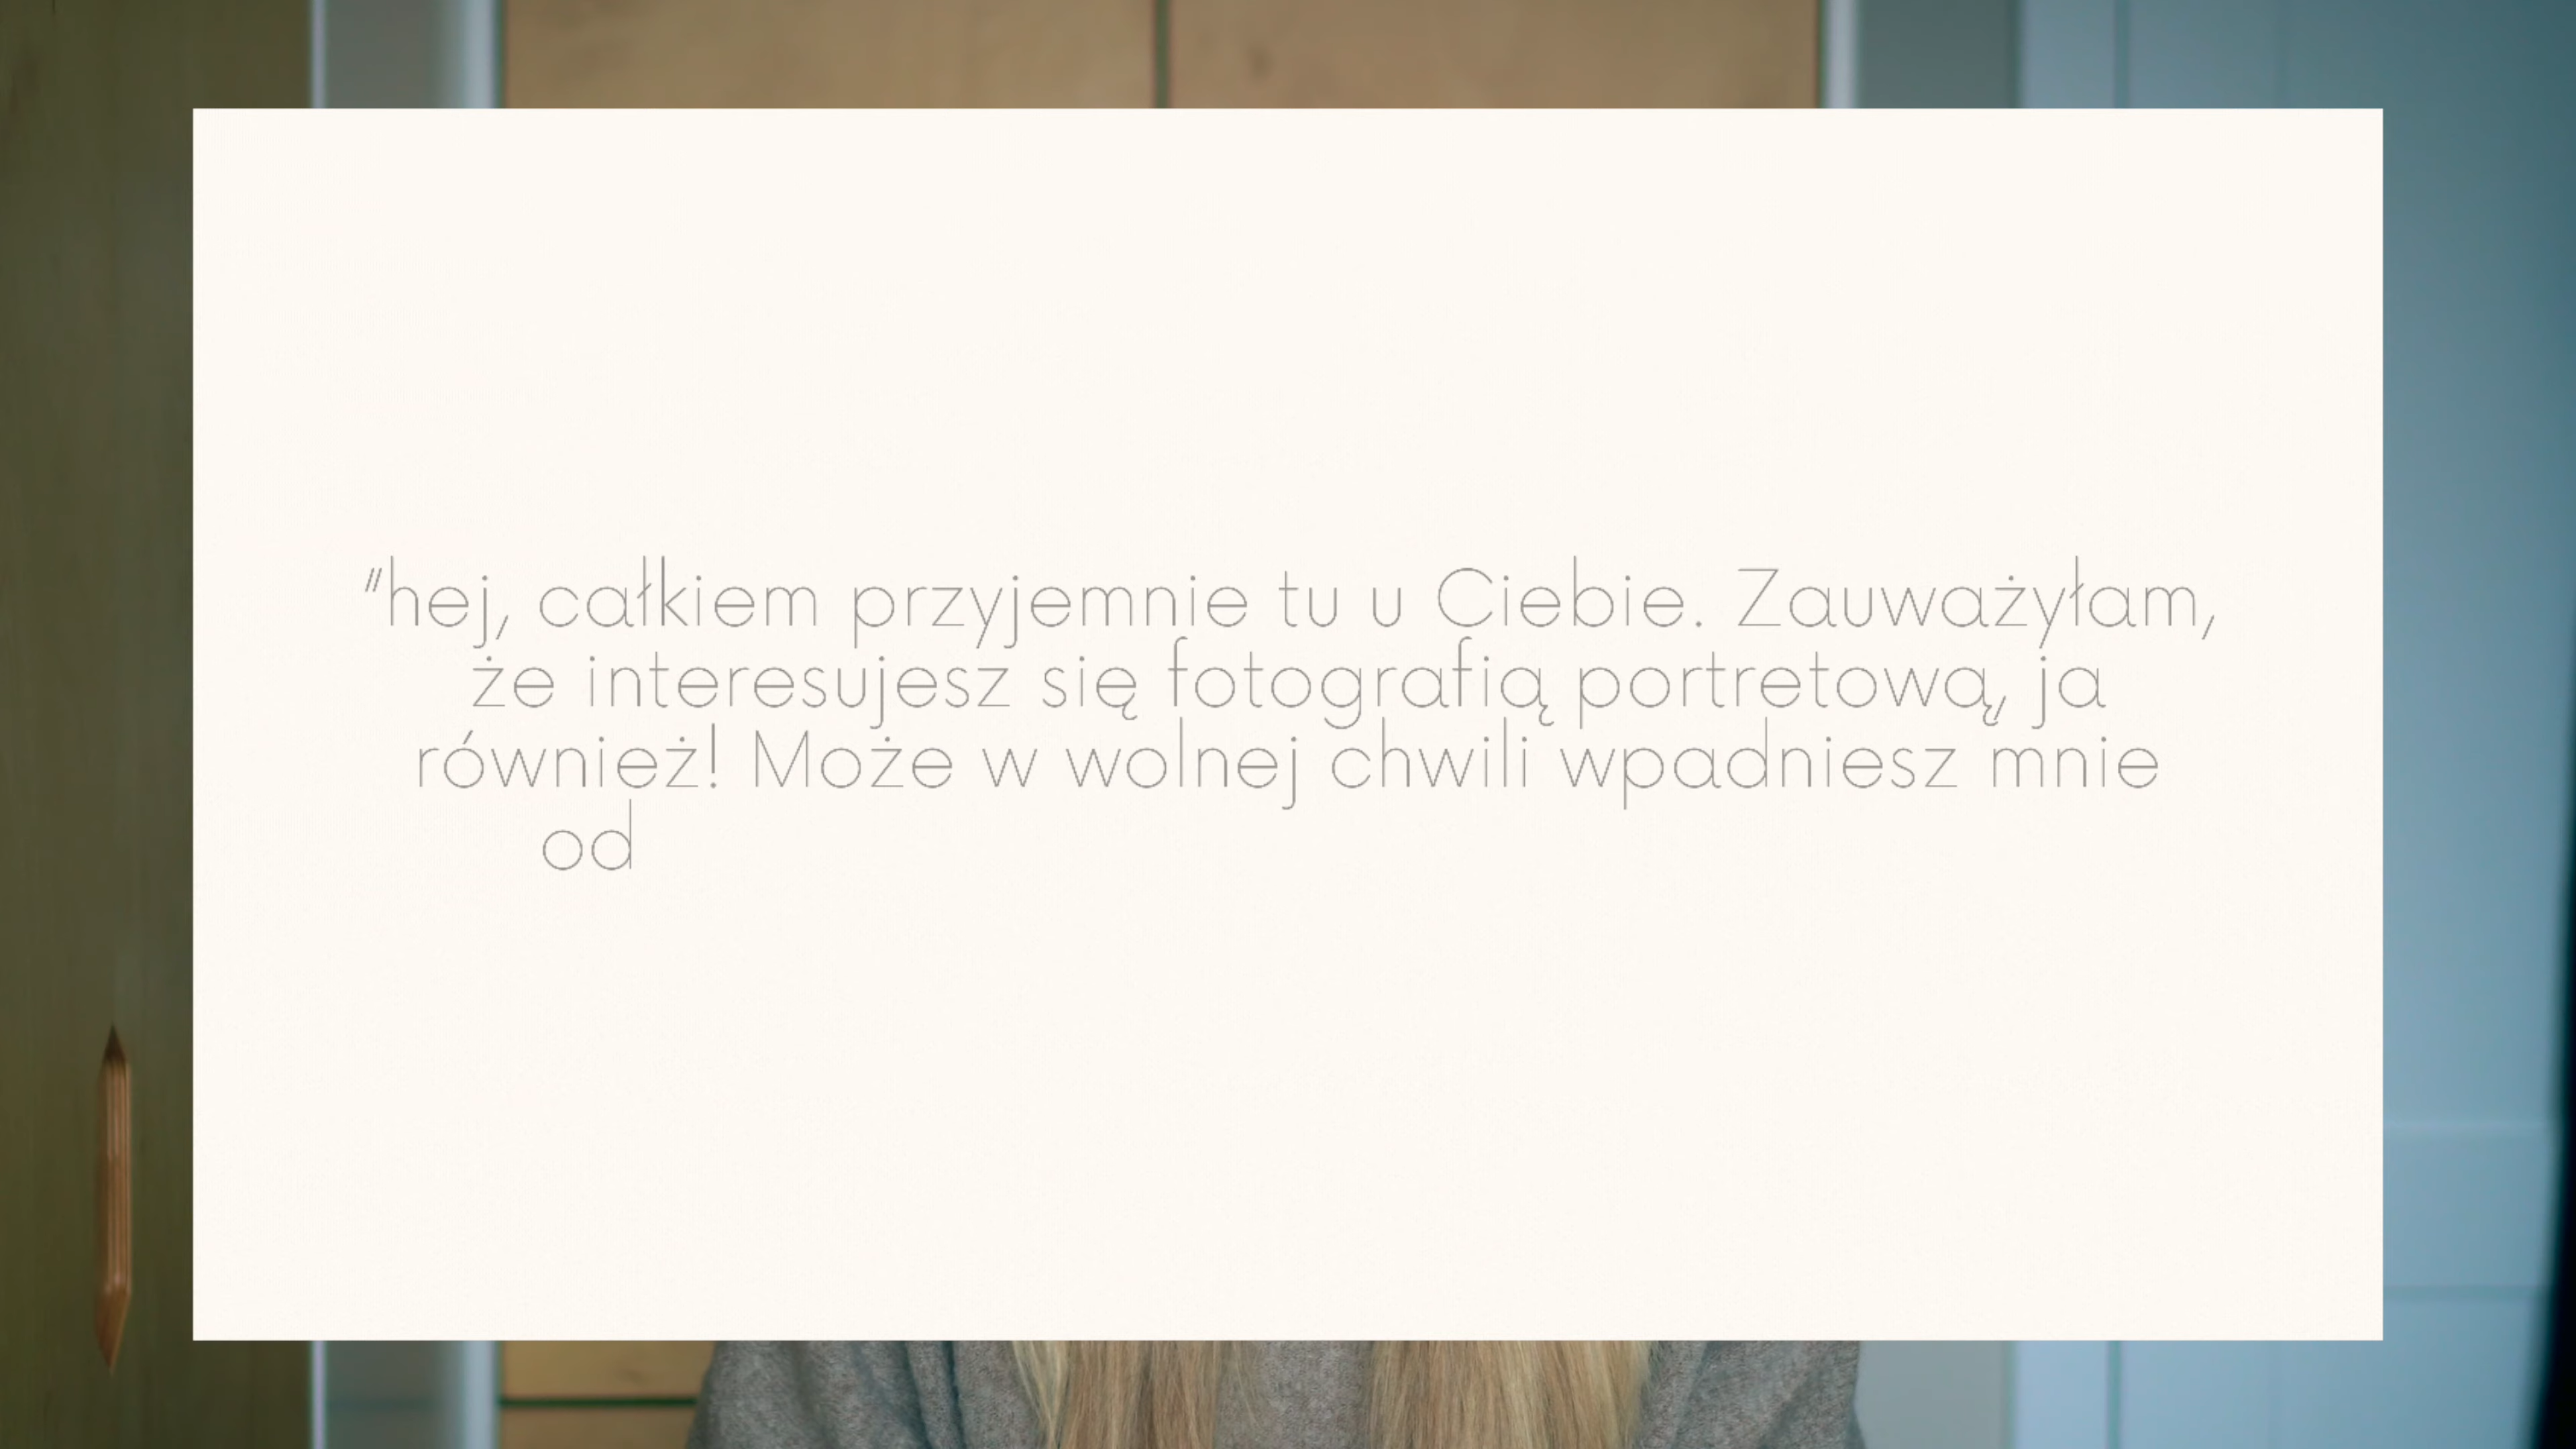 "hej, całkiem przyjemnie tu u Ciebie. Zauważyłam,
że interesujesz się fotografią portretową, ja
również! Może w wolnej chwili wpadniesz mnie
od